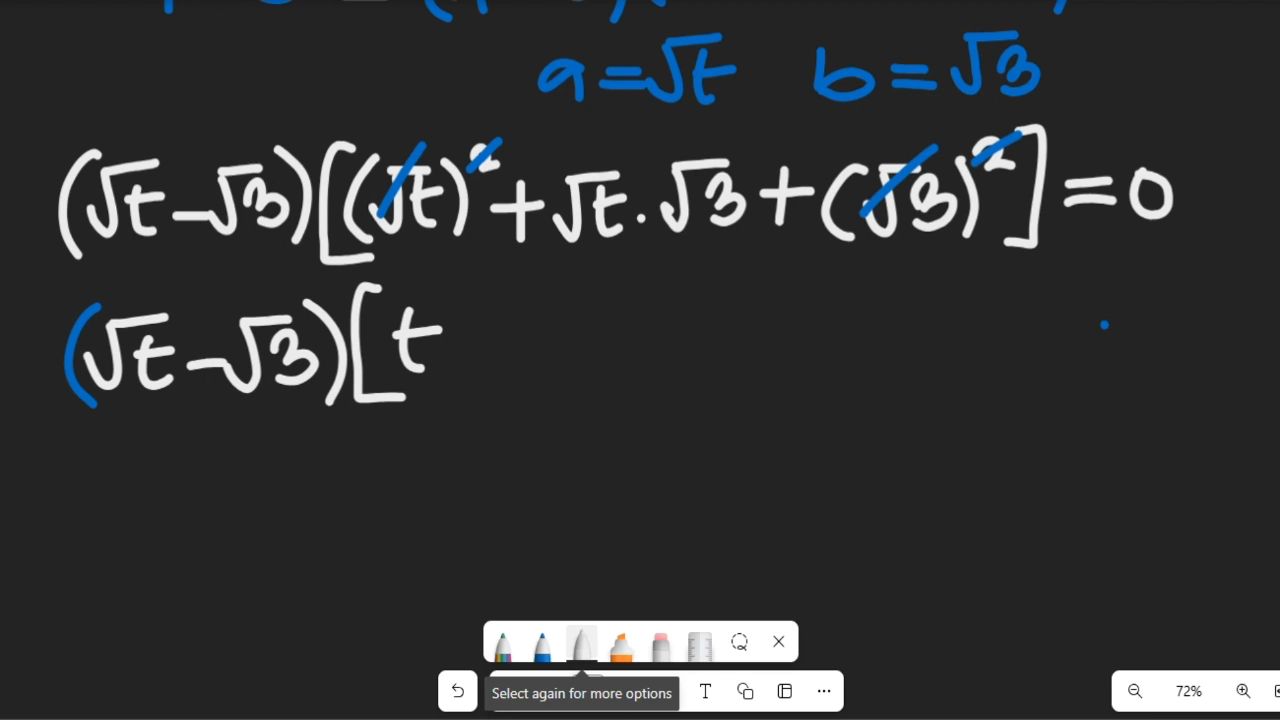 a=√t b=√3
(√t-√3)[(√t)²+√t.√3+(√3)²]=0
(√t-√3)[t
Select again for more options
T
72%